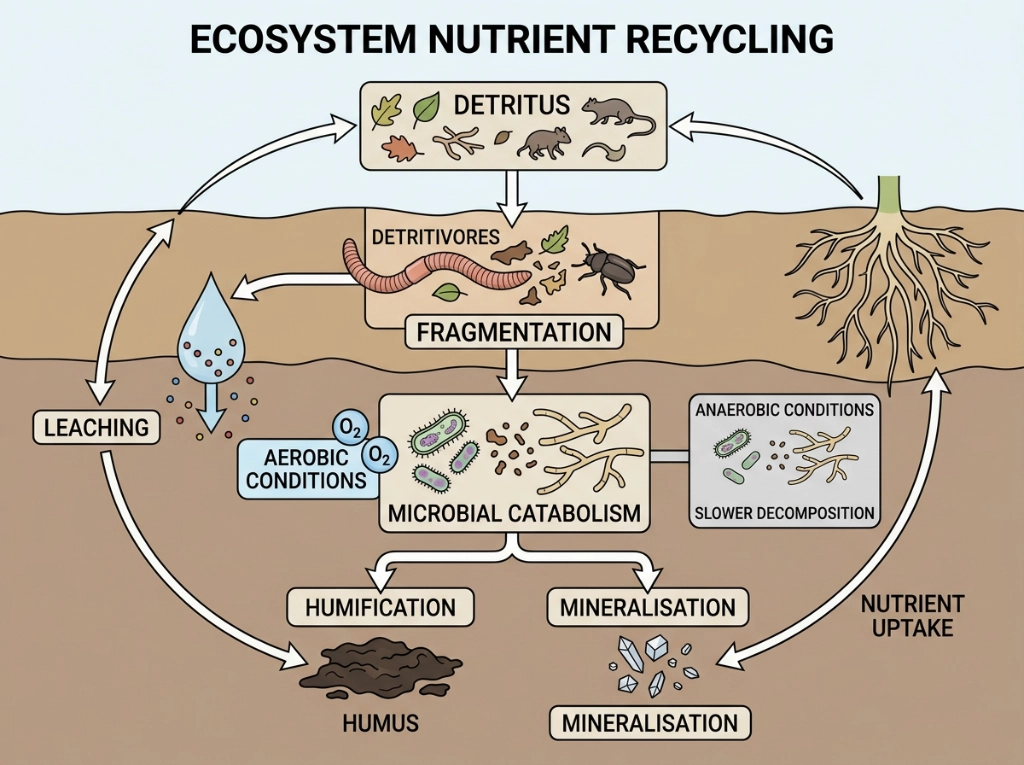 ECOSYSTEM NUTRIENT RECYCLING
DETRITUS
DETRITIVORES
FRAGMENTATION
LEACHING
O₂
O₂
AEROBIC
CONDITIONS
MICROBIAL CATABOLISM
ANAEROBIC CONDITIONS
SLOWER DECOMPOSITION
HUMIFICATION
MINERALISATION
NUTRIENT
UPTAKE
HUMUS
MINERALISATION